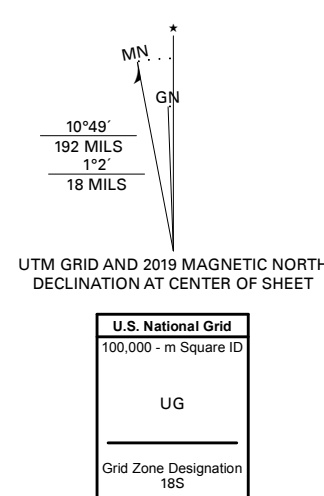 ★
MN
GN
10°49´
192 MILS
1°2´
18 MILS
UTM GRID AND 2019 MAGNETIC NORTH
DECLINATION AT CENTER OF SHEET
U.S. National Grid
100,000 - m Square ID
UG
Grid Zone Designation
18S